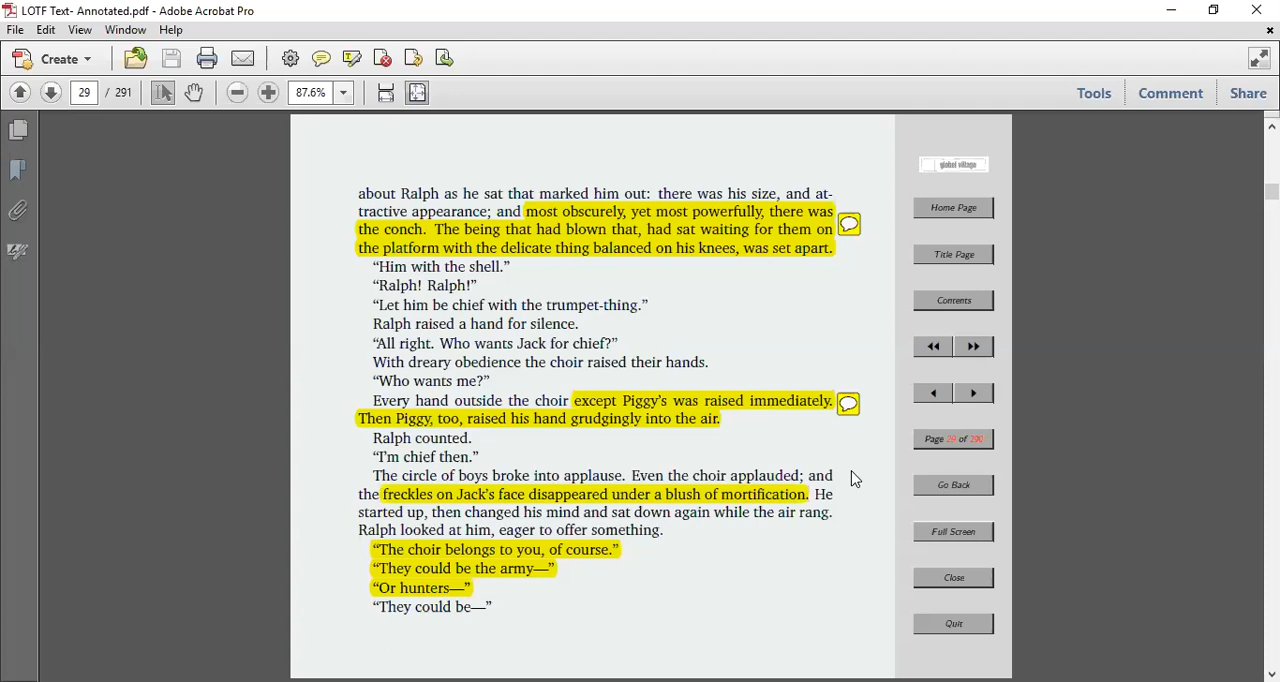 LOTF Text- Annotated.pdf - Adobe Acrobat Pro
File Edit View Window Help
Create
29 / 291 87.6% Tools Comment Share
global village
about Ralph as he sat that marked him out: there was his size, and at-
tractive appearance; and most obscurely, yet most powerfully, there was
the conch. The being that had blown that, had sat waiting for them on
the platform with the delicate thing balanced on his knees, was set apart.
“Him with the shell.”
“Ralph! Ralph!”
“Let him be chief with the trumpet-thing.”
Ralph raised a hand for silence.
“All right. Who wants Jack for chief?”
With dreary obedience the choir raised their hands.
“Who wants me?”
Every hand outside the choir except Piggy’s was raised immediately.
Then Piggy, too, raised his hand grudgingly into the air.
Ralph counted.
“I’m chief then.”
The circle of boys broke into applause. Even the choir applauded; and
the freckles on Jack’s face disappeared under a blush of mortification. He
started up, then changed his mind and sat down again while the air rang.
Ralph looked at him, eager to offer something.
“The choir belongs to you, of course.”
“They could be the army—”
“Or hunters—”
“They could be—”
Home Page
Title Page
Contents
Page 29 of 290
Go Back
Full Screen
Close
Quit